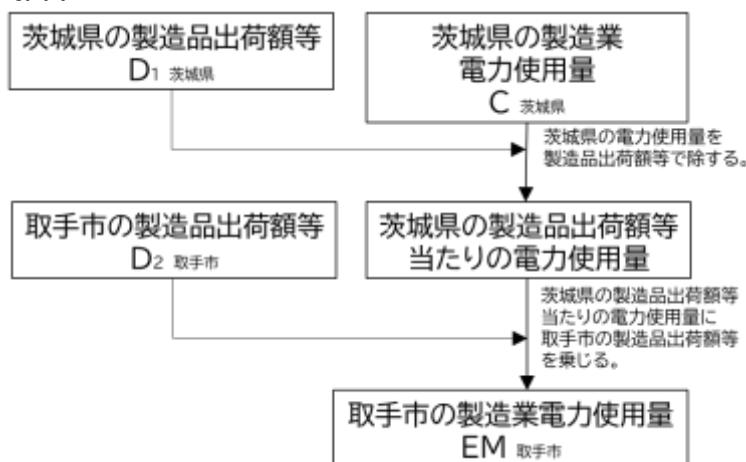 茨城県の製造品出荷額等
D1 茨城県
茨城県の製造業
電力使用量
C 茨城県
茨城県の電力使用量を
製造品出荷額等で除する。
取手市の製造品出荷額等
D2 取手市
茨城県の製造品出荷額等
当たりの電力使用量
茨城県の製造品出荷額等
当たりの電力使用量に
取手市の製造品出荷額等
を乗じる。
取手市の製造業電力使用量
EM 取手市